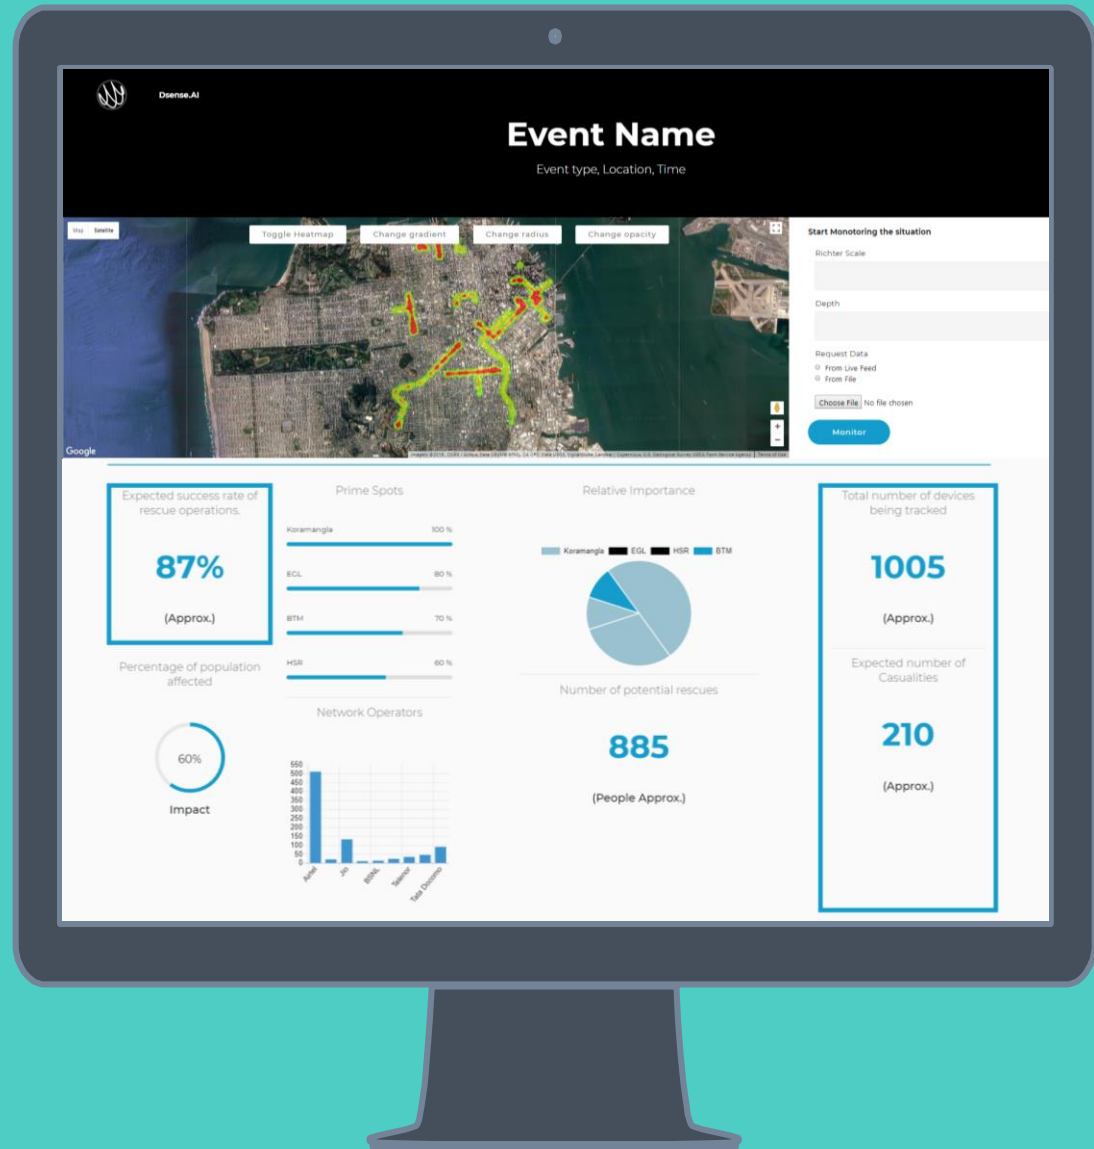 Dsense.AI
Event Name
Event type, Location, Time
Map Satellite
Toggle Heatmap Change gradient Change radius Change opacity
Google
Terms of Use
Start Monotoring the situation
Richter Scale
Depth
Request Data
From Live Feed
From File
Choose File No file chosen
Monitor
Expected success rate of
rescue operations.
87%
(Approx.)
Percentage of population
affected
60%
Impact
Prime Spots
Koramangla 100 %
EGL 80 %
BTM 70 %
HSR 60 %
Network Operators
550
500
450
400
350
300
250
200
150
100
50
0
Airtel
Jio
BSNL
Telenor
Tata Docomo
Relative Importance
Koramangla EGL HSR BTM
Number of potential rescues
885
(People Approx.)
Total number of devices
being tracked
1005
(Approx.)
Expected number of
Casualities
210
(Approx.)